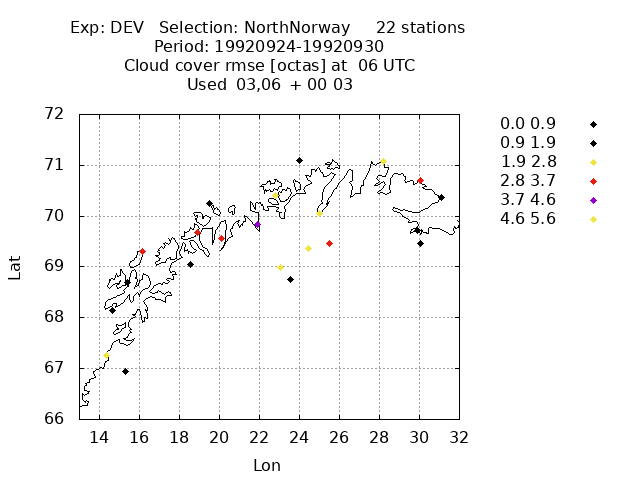 Exp: DEV   Selection: NorthNorway     22 stations
Period: 19920924-19920930
Cloud cover rmse [octas] at  06 UTC
Used  03,06  + 00 03
72
71
70
69
68
67
66
Lat
14 16 18 20 22 24 26 28 30 32
Lon
0.0 0.9
0.9 1.9
1.9 2.8
2.8 3.7
3.7 4.6
4.6 5.6